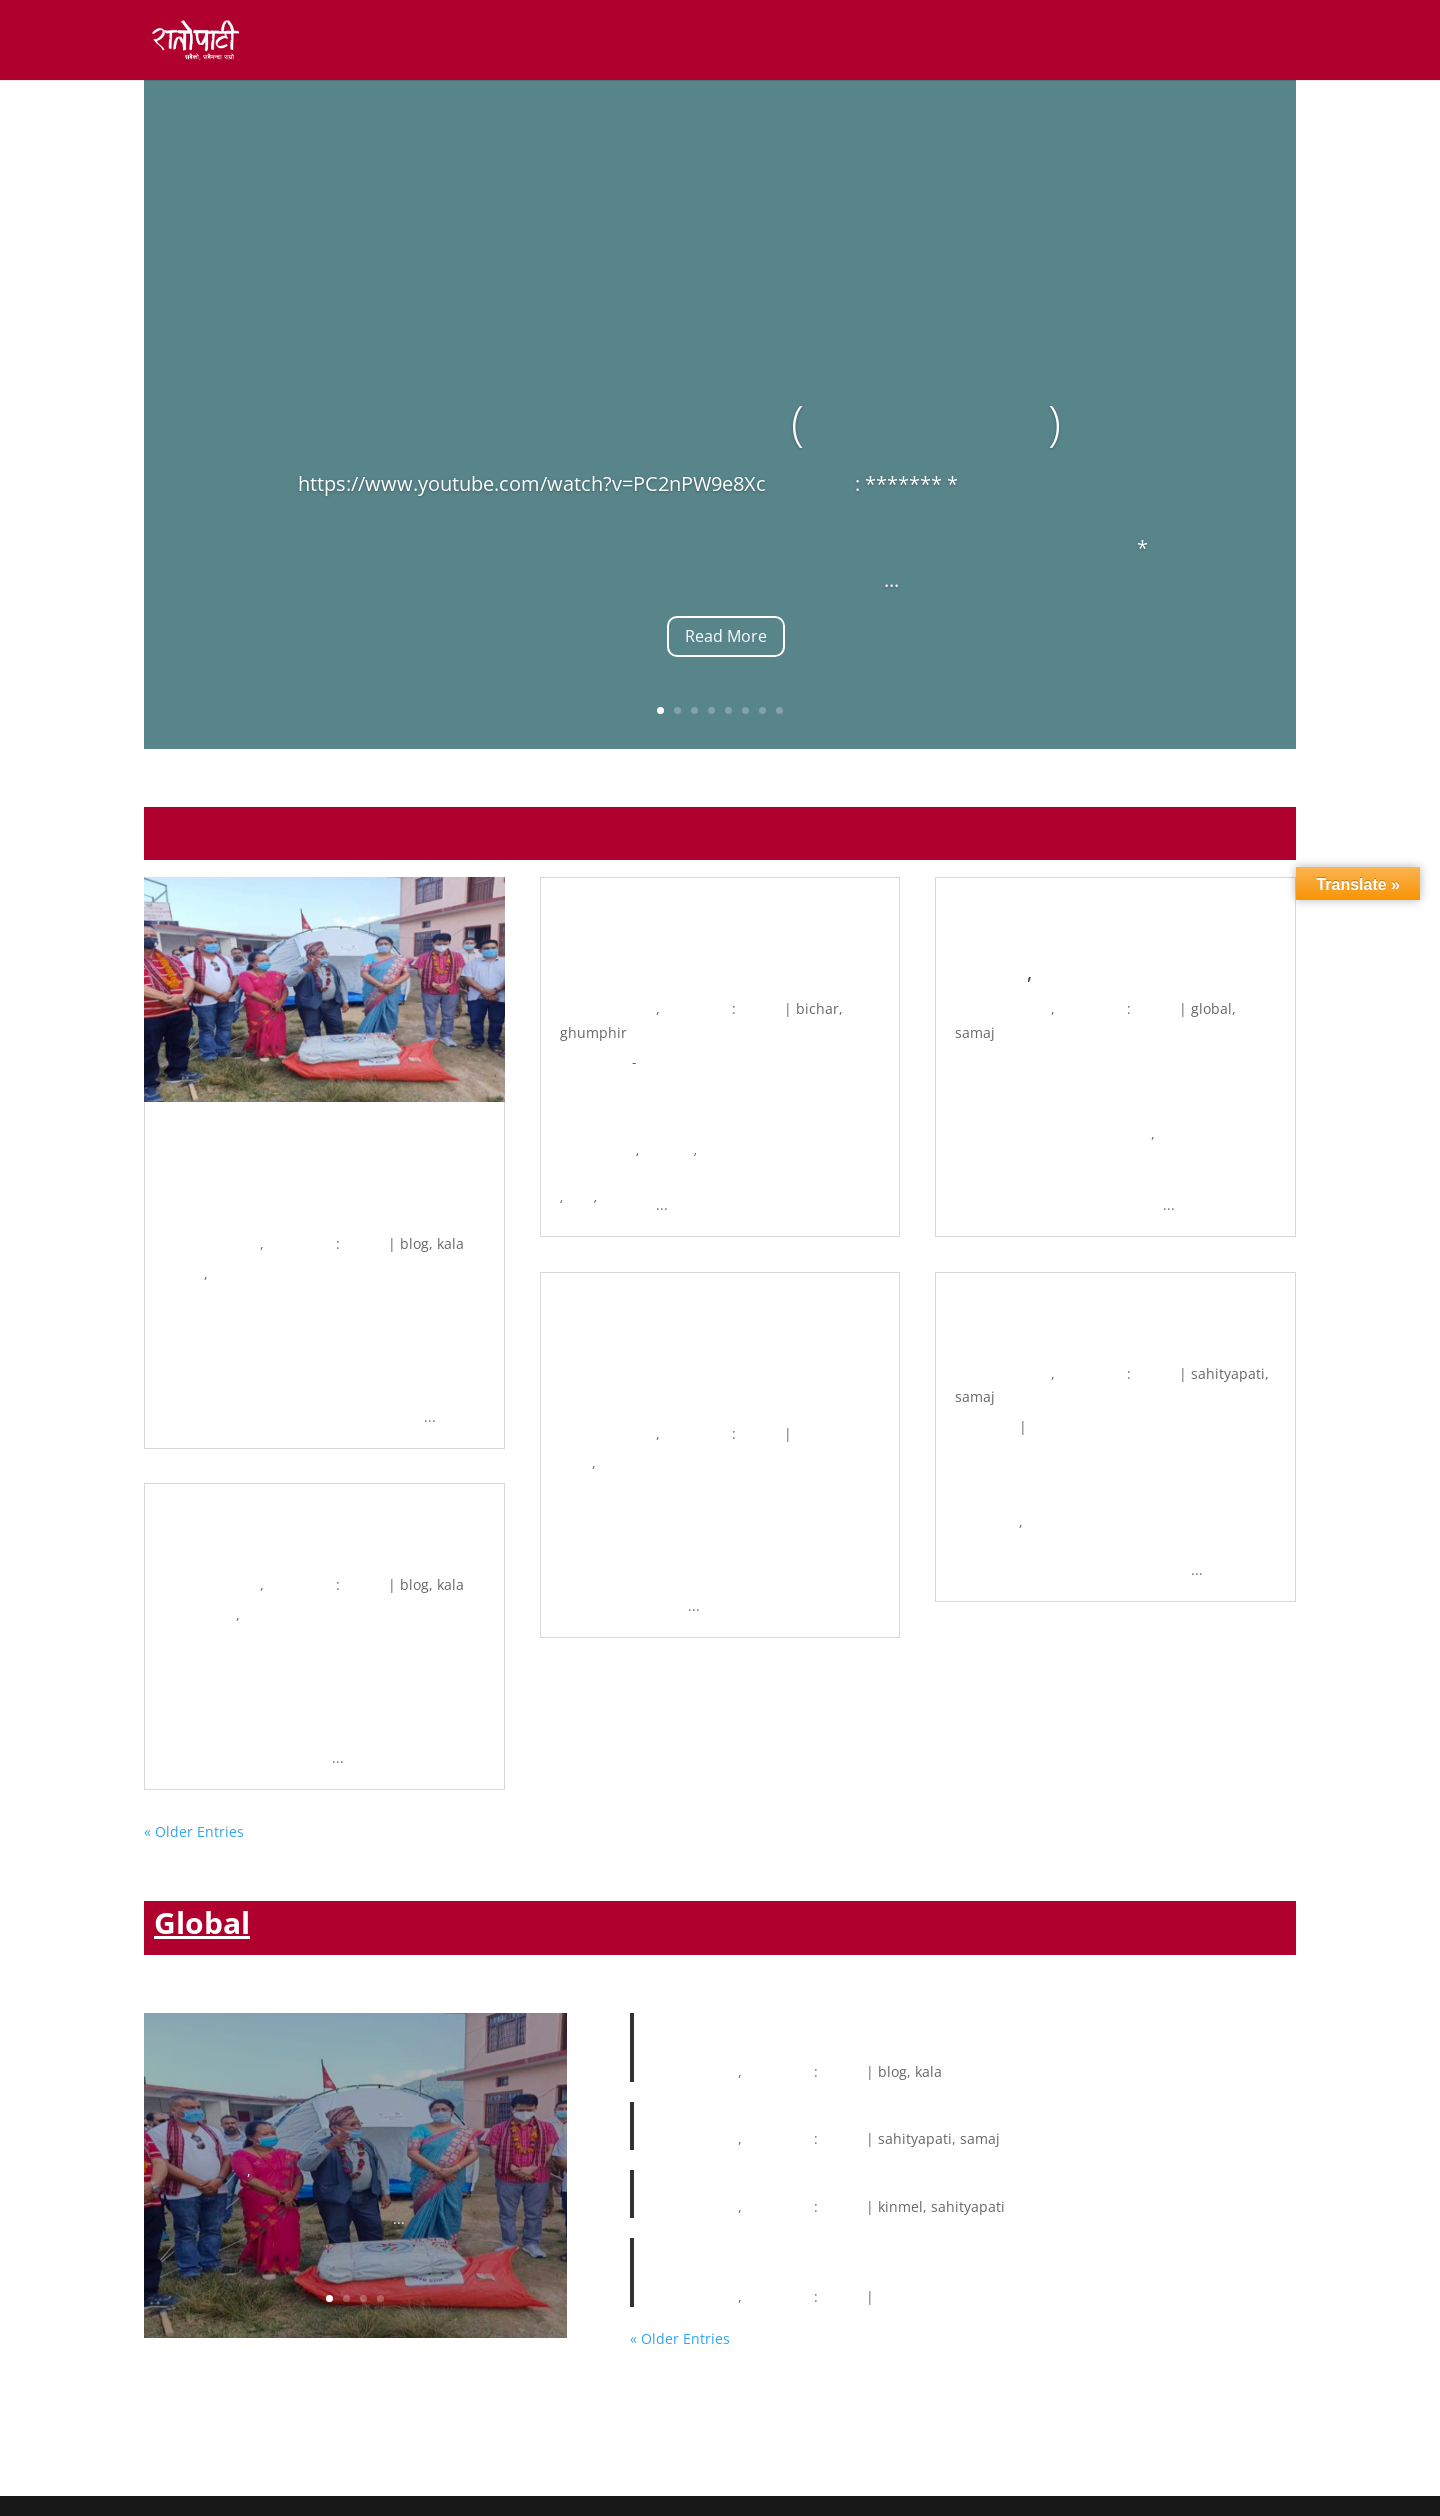 रातोपाटी
( )
https://www.youtube.com/watch?v=PC2nPW9e8Xc : ******* *
*
...
Read More
Translate »
, : | blog, kala
,
...
, : | blog, kala
,
...
, : | bichar,
ghumphir
-
, ,
, ,
...
, : |
,
...
,
, : | global,
samaj
,
...
, : | sahityapati,
samaj
|
,
...
« Older Entries
Global
,
...
, : | blog, kala
, : | sahityapati, samaj
, : | kinmel, sahityapati
, : |
« Older Entries